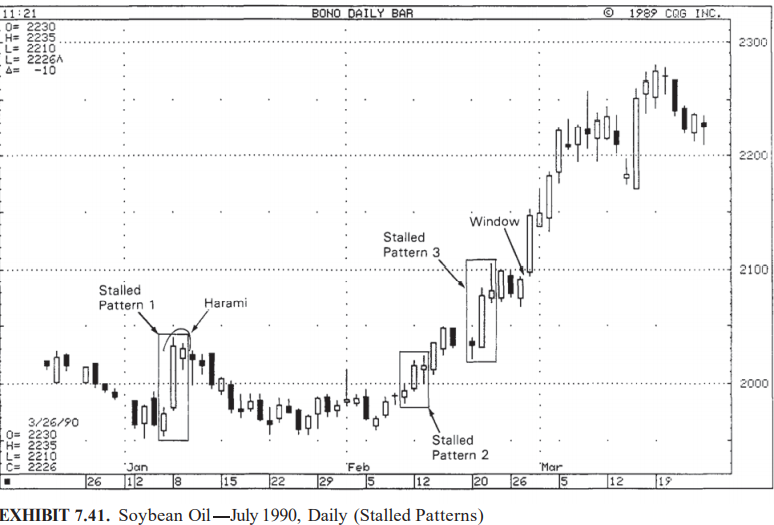 11:21 BONO DAILY BAR © 1989 CQG INC.
O= 2230
H= 2235
L= 2210
L= 2226^
Δ= -10
2300
2200
Window
Stalled
Pattern 3
2100
Stalled
Pattern 1
Harami
2000
Stalled
Pattern 2
3/26/90
O= 2230
H= 2235
L= 2210
C= 2226
Jan Feb Mar
26 12 8 15 22 29 5 12 20 26 5 12 19
EXHIBIT 7.41. Soybean Oil—July 1990, Daily (Stalled Patterns)